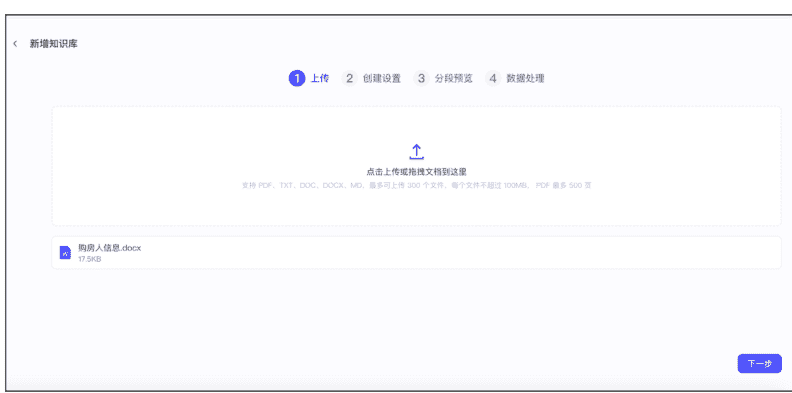 新增知识库
1 上传 2 创建设置 3 分段预览 4 数据处理
点击上传或拖拽文档到这里
支持 PDF、TXT、DOC、DOCX、MD，最多可上传 300 个文件，每个文件不超过 100MB， PDF 最多 500 页
购房人信息.docx
17.5KB
下一步